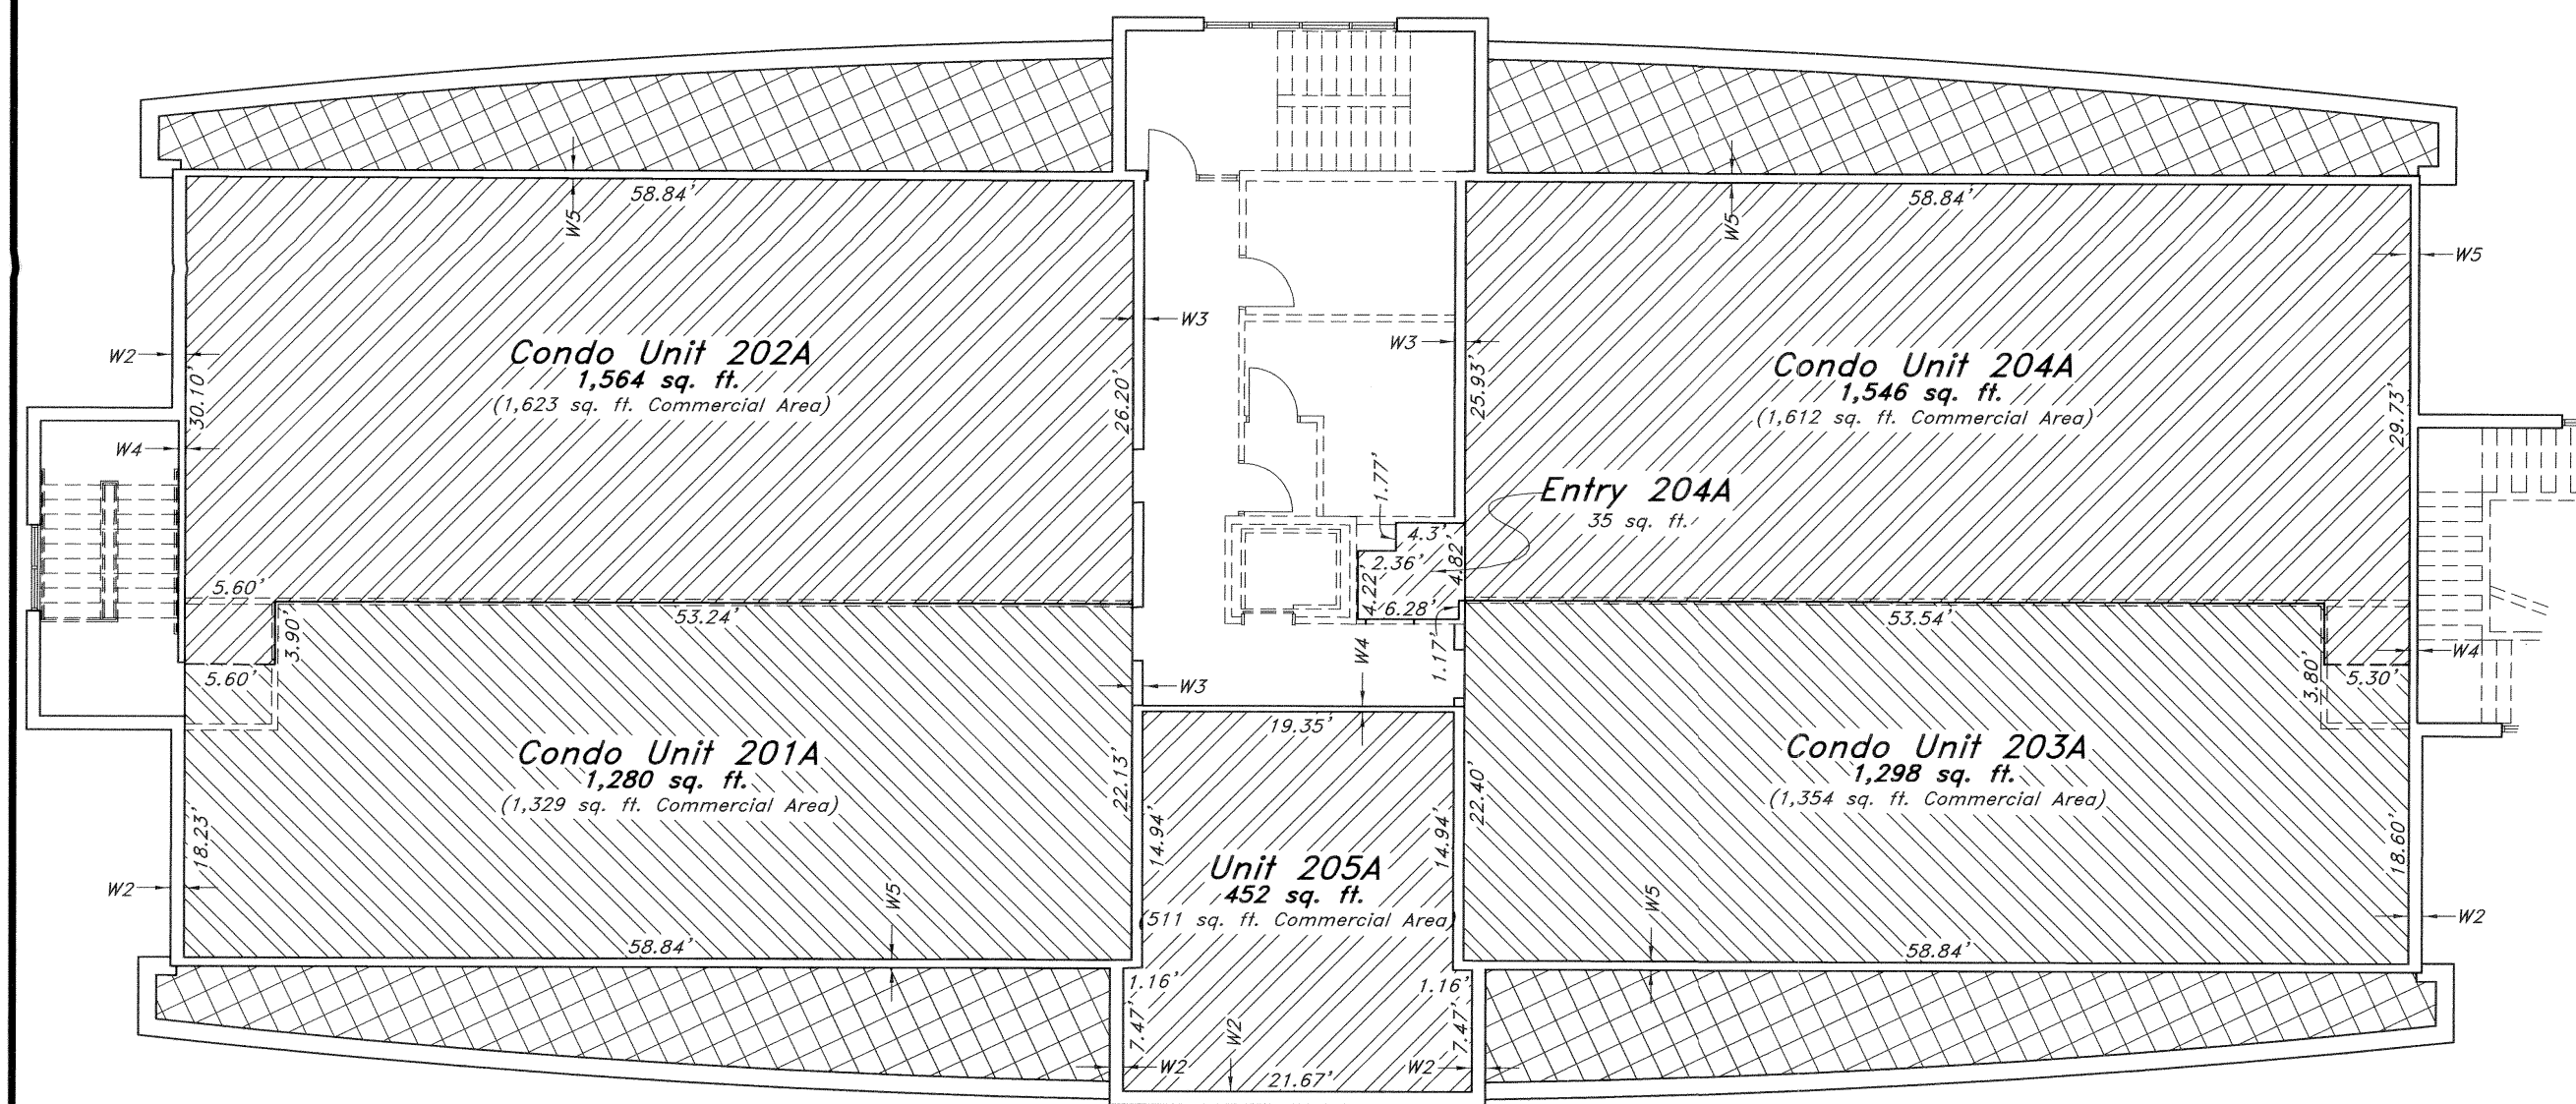 58.84'
W5
58.84'
W5
W5
W3
W3
W2
Condo Unit 202A
1,564 sq. ft.
(1,623 sq. ft. Commercial Area)
30.10'
26.20'
25.93'
Condo Unit 204A
1,546 sq. ft.
(1,612 sq. ft. Commercial Area)
29.73'
W4
1.77'
Entry 204A
35 sq. ft.
4.3'
2.36'
4.82'
4.22'
6.28'
5.60'
53.24'
3.90'
53.54'
1.17'
W4
W4
5.60'
W3
3.80'
5.30'
19.35'
Condo Unit 201A
1,280 sq. ft.
(1,329 sq. ft. Commercial Area)
22.13'
22.40'
Condo Unit 203A
1,298 sq. ft.
(1,354 sq. ft. Commercial Area)
18.23'
14.94'
14.94'
18.60'
Unit 205A
452 sq. ft.
(511 sq. ft. Commercial Area)
W2
W5
W5
W2
58.84'
58.84'
1.16'
1.16'
7.47'
W2
7.47'
W2
W2
21.67'